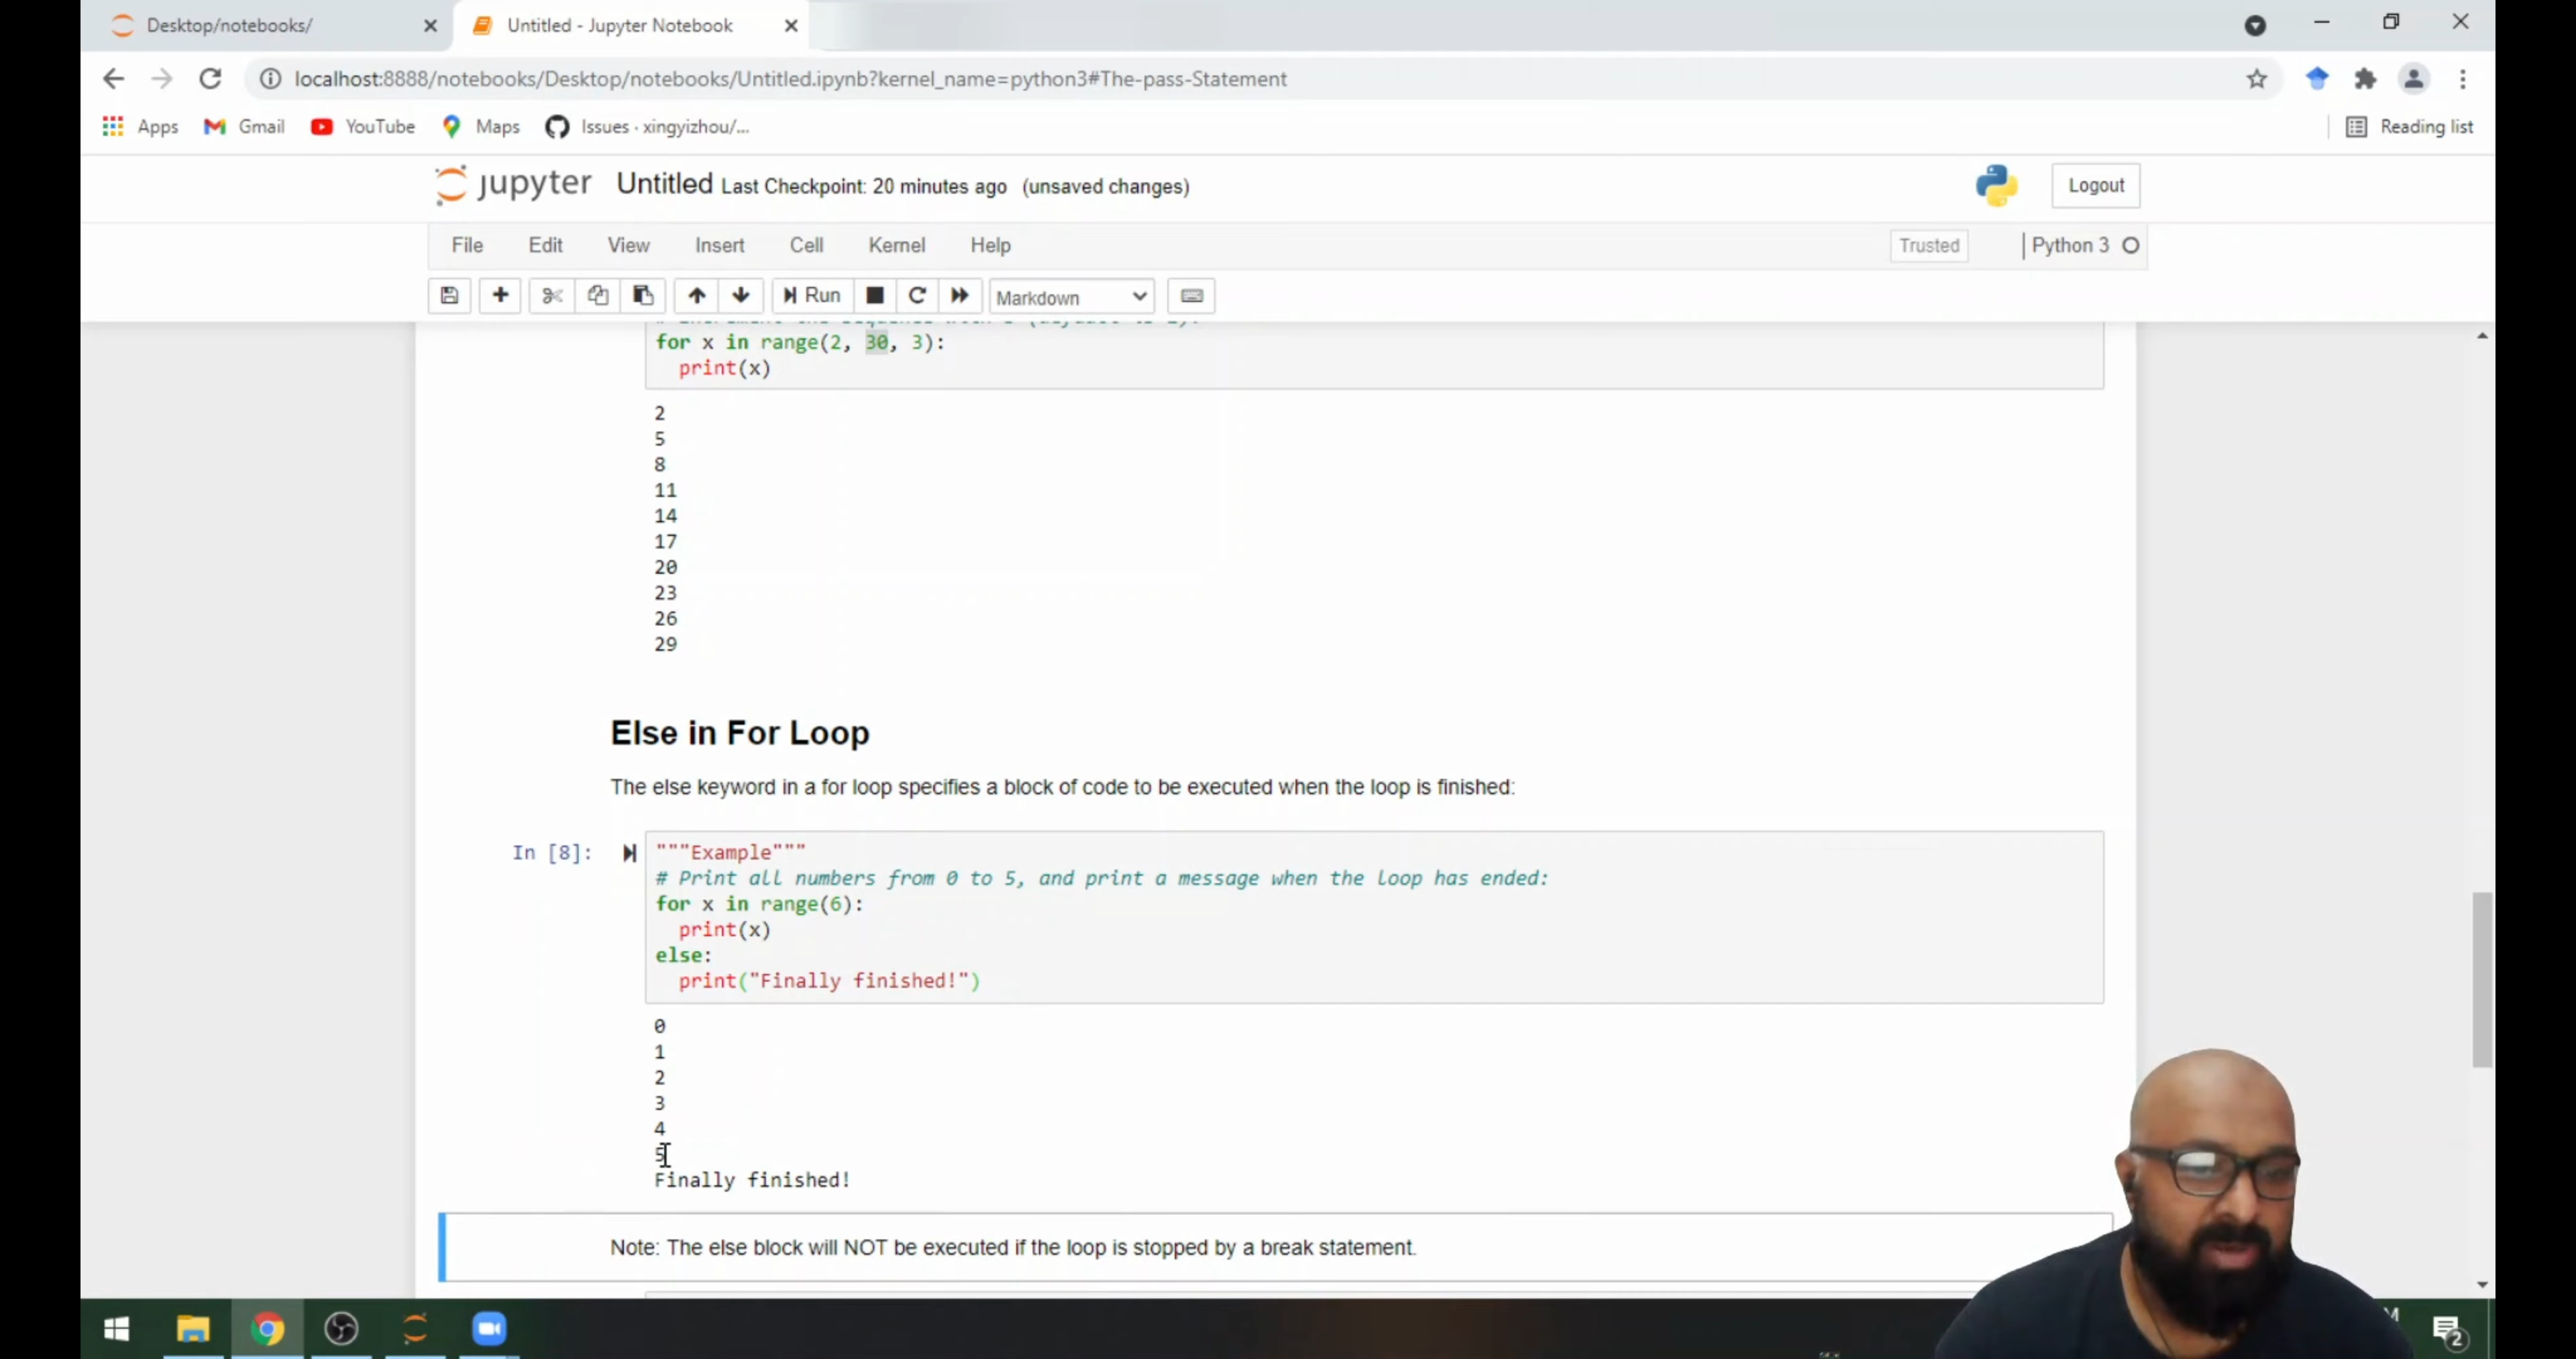 Desktop/notebooks/
Untitled - Jupyter Notebook
localhost:8888/notebooks/Desktop/notebooks/Untitled.ipynb?kernel_name=python3#The-pass-Statement
Apps Gmail YouTube Maps Issues · xingyizhou/... Reading list
jupyter Untitled Last Checkpoint: 20 minutes ago (unsaved changes) Logout
File Edit View Insert Cell Kernel Help Trusted Python 3
Run Markdown
for x in range(2, 30, 3):
print(x)
2
5
8
11
14
17
20
23
26
29
Else in For Loop
The else keyword in a for loop specifies a block of code to be executed when the loop is finished:
In [8]: """Example"""
# Print all numbers from 0 to 5, and print a message when the loop has ended:
for x in range(6):
print(x)
else:
print("Finally finished!")
0
1
2
3
4
5
Finally finished!
Note: The else block will NOT be executed if the loop is stopped by a break statement.
2